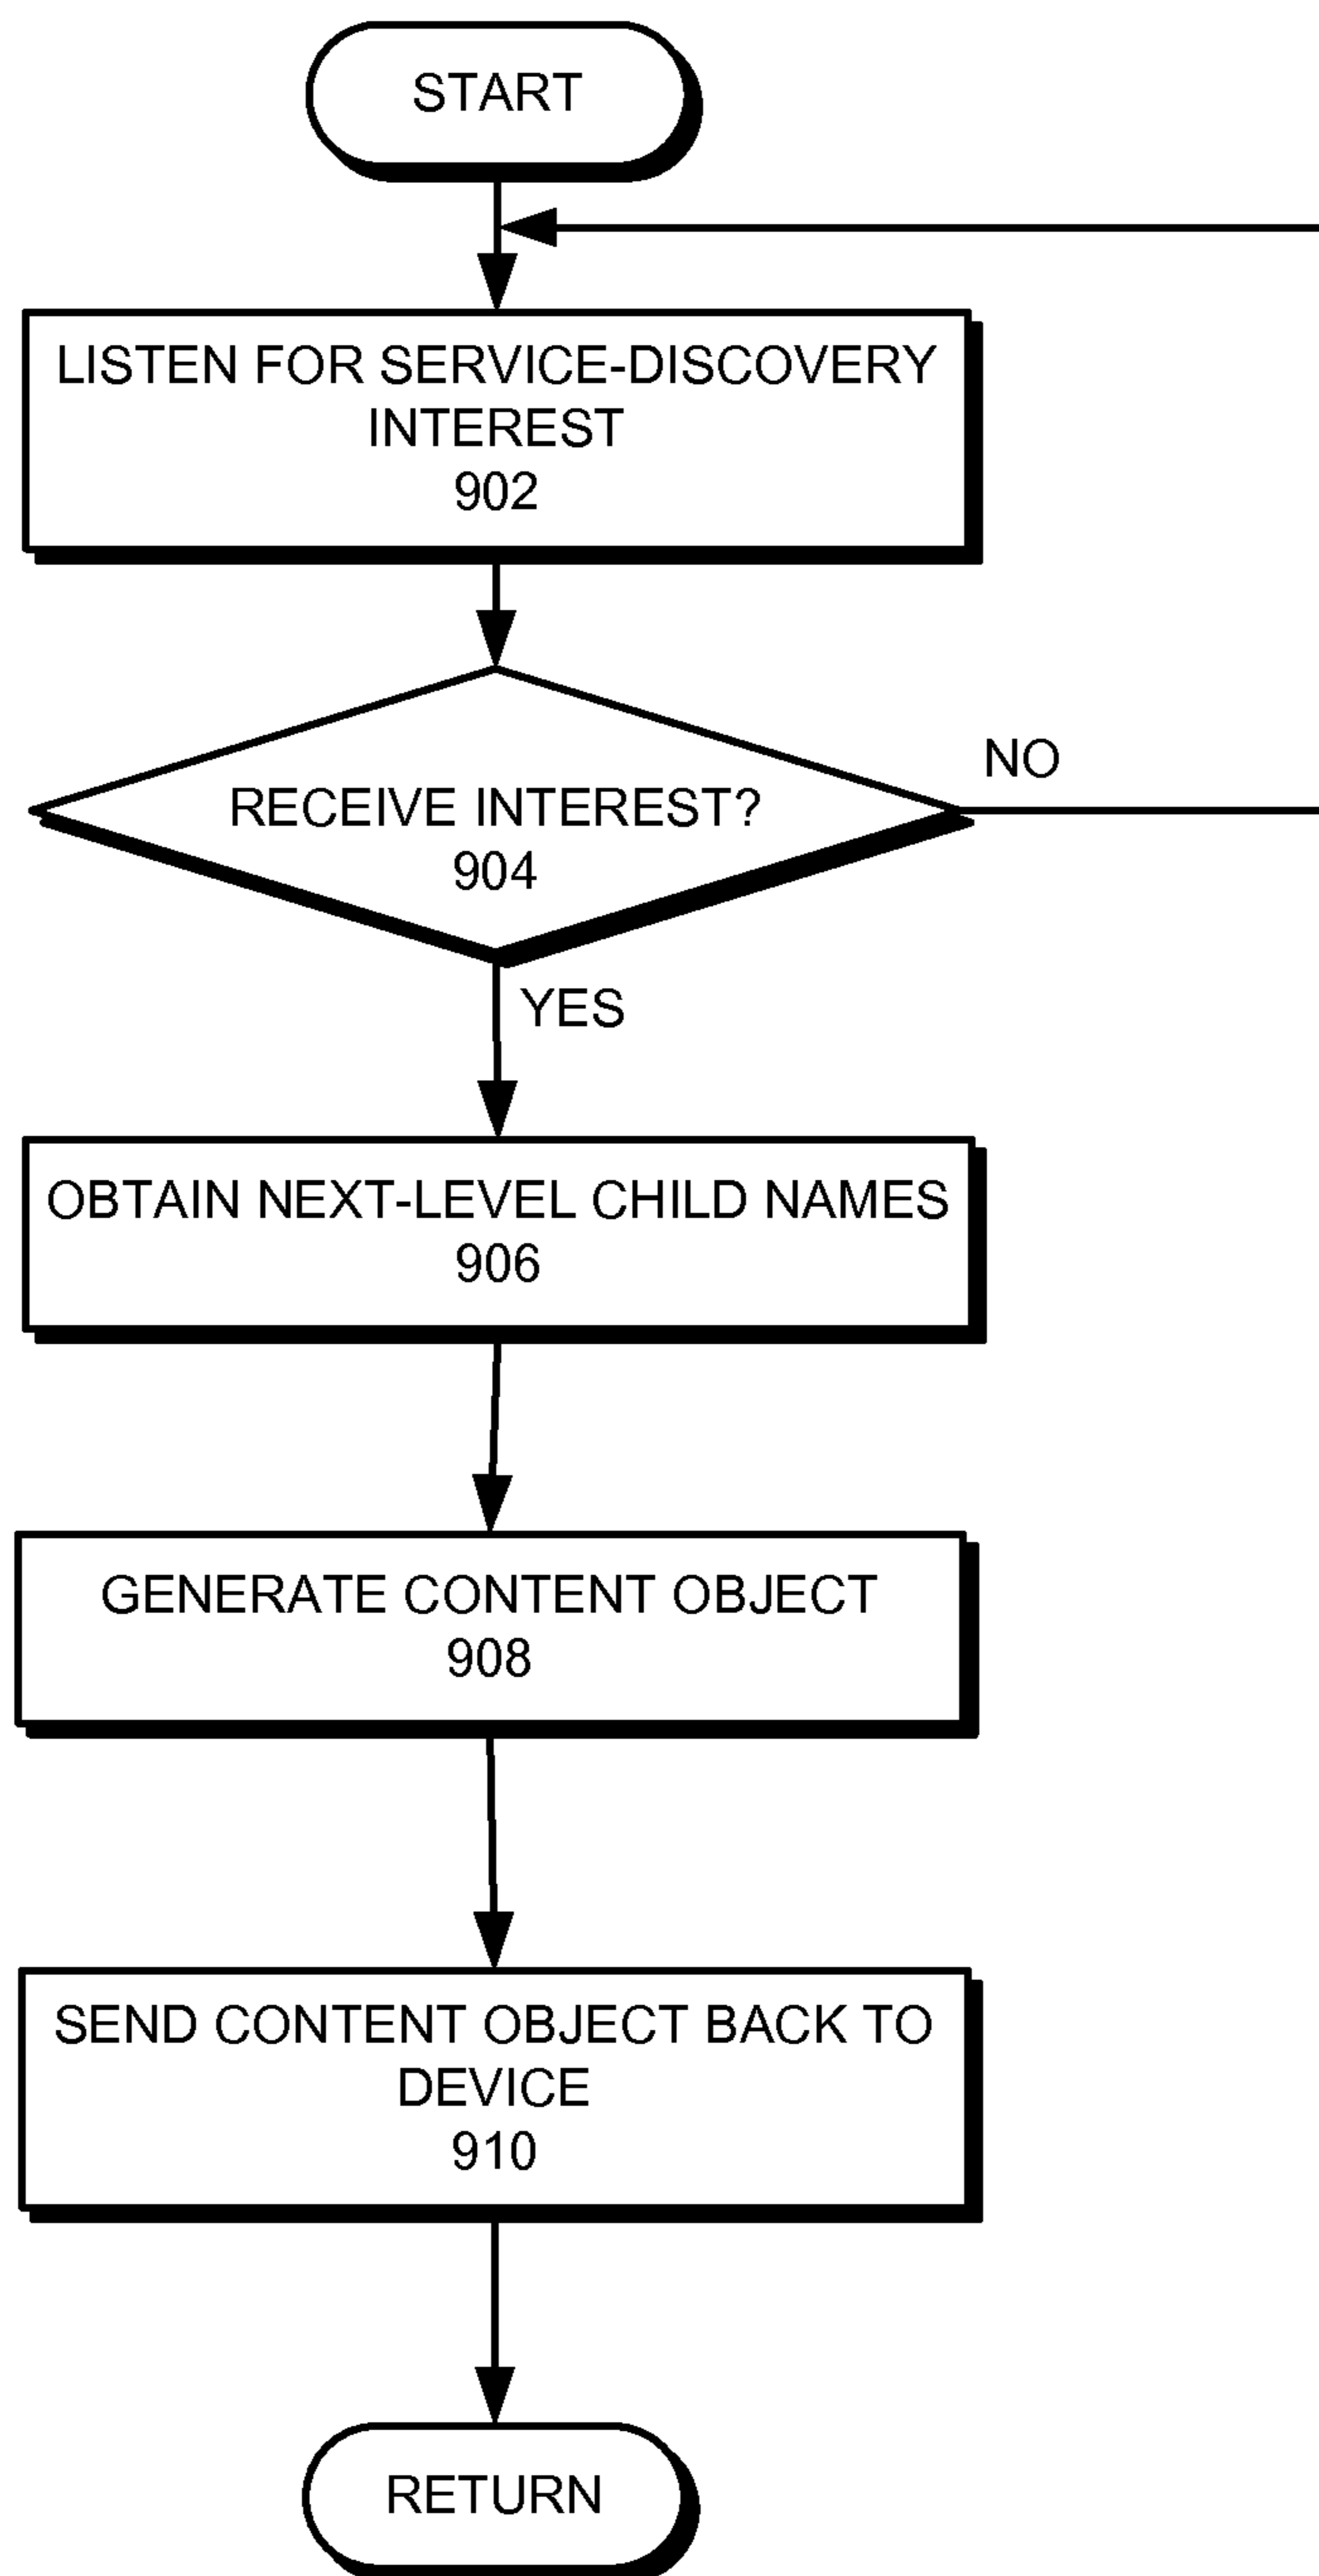 START
LISTEN FOR SERVICE-DISCOVERY
INTEREST
902
RECEIVE INTEREST?
904
NO
YES
OBTAIN NEXT-LEVEL CHILD NAMES
906
GENERATE CONTENT OBJECT
908
SEND CONTENT OBJECT BACK TO
DEVICE
910
RETURN